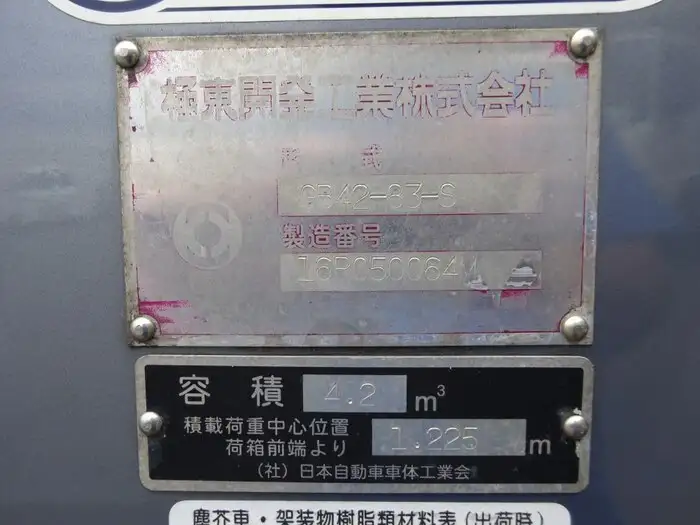 極東開発工業株式会社
形 式
GB42-83-S
製造番号
16PC50064M
容 積 4.2 m³
積載荷重中心位置
荷箱前端より 1.225 m
(社)日本自動車車体工業会
塵芥車・架装物樹脂類材料表(出荷時)